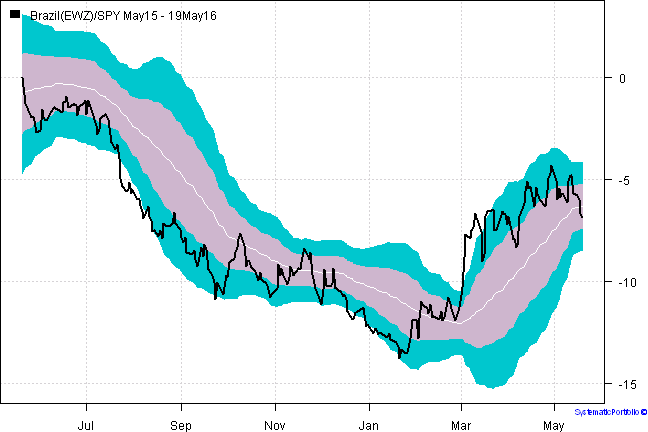 Brazil(EWZ)/SPY May15 - 19May16
0
-5
-10
-15
Jul Sep Nov Jan Mar May
SystematicPortfolio ©